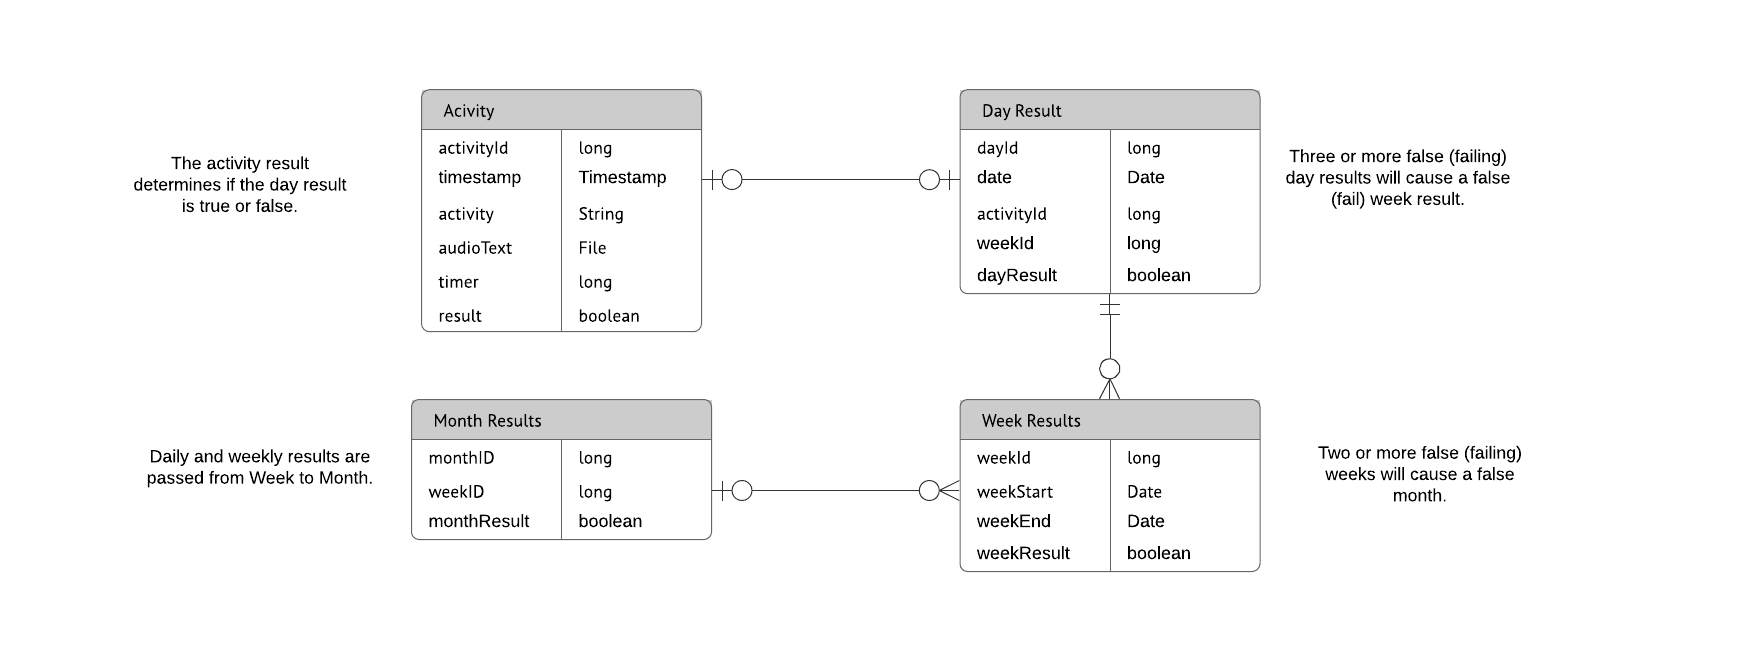 Acivity
activityId long
timestamp Timestamp
activity String
audioText File
timer long
result boolean
The activity result
determines if the day result
is true or false.
Day Result
dayId long
date Date
activityId long
weekId long
dayResult boolean
Three or more false (failing)
day results will cause a false
(fail) week result.
Month Results
monthID long
weekID long
monthResult boolean
Daily and weekly results are
passed from Week to Month.
Week Results
weekId long
weekStart Date
weekEnd Date
weekResult boolean
Two or more false (failing)
weeks will cause a false
month.